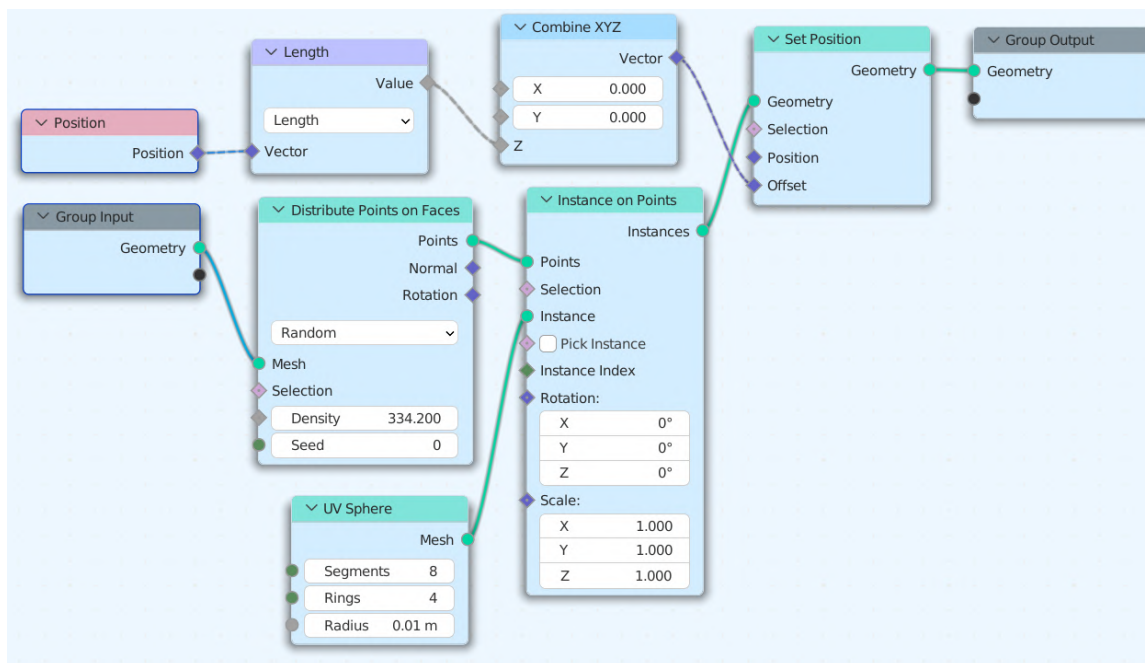 Position
Position
Length
Value
Length
Vector
Combine XYZ
Vector
X 0.000
Y 0.000
Z
Set Position
Geometry
Geometry
Selection
Position
Offset
Group Output
Geometry
Group Input
Geometry
Distribute Points on Faces
Points
Normal
Rotation
Random
Mesh
Selection
Density 334.200
Seed 0
Instance on Points
Instances
Points
Selection
Instance
Pick Instance
Instance Index
Rotation:
X 0°
Y 0°
Z 0°
Scale:
X 1.000
Y 1.000
Z 1.000
UV Sphere
Mesh
Segments 8
Rings 4
Radius 0.01 m